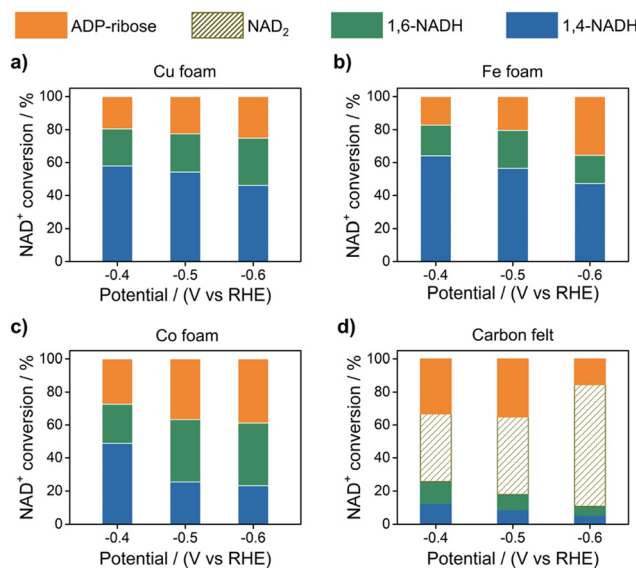 ADP-ribose NAD₂ 1,6-NADH 1,4-NADH
a) Cu foam
NAD⁺ conversion / %
100
80
60
40
20
0
-0.4 -0.5 -0.6
Potential / (V vs RHE)
b) Fe foam
NAD⁺ conversion / %
100
80
60
40
20
0
-0.4 -0.5 -0.6
Potential / (V vs RHE)
c) Co foam
NAD⁺ conversion / %
100
80
60
40
20
0
-0.4 -0.5 -0.6
Potential / (V vs RHE)
d) Carbon felt
NAD⁺ conversion / %
100
80
60
40
20
0
-0.4 -0.5 -0.6
Potential / (V vs RHE)